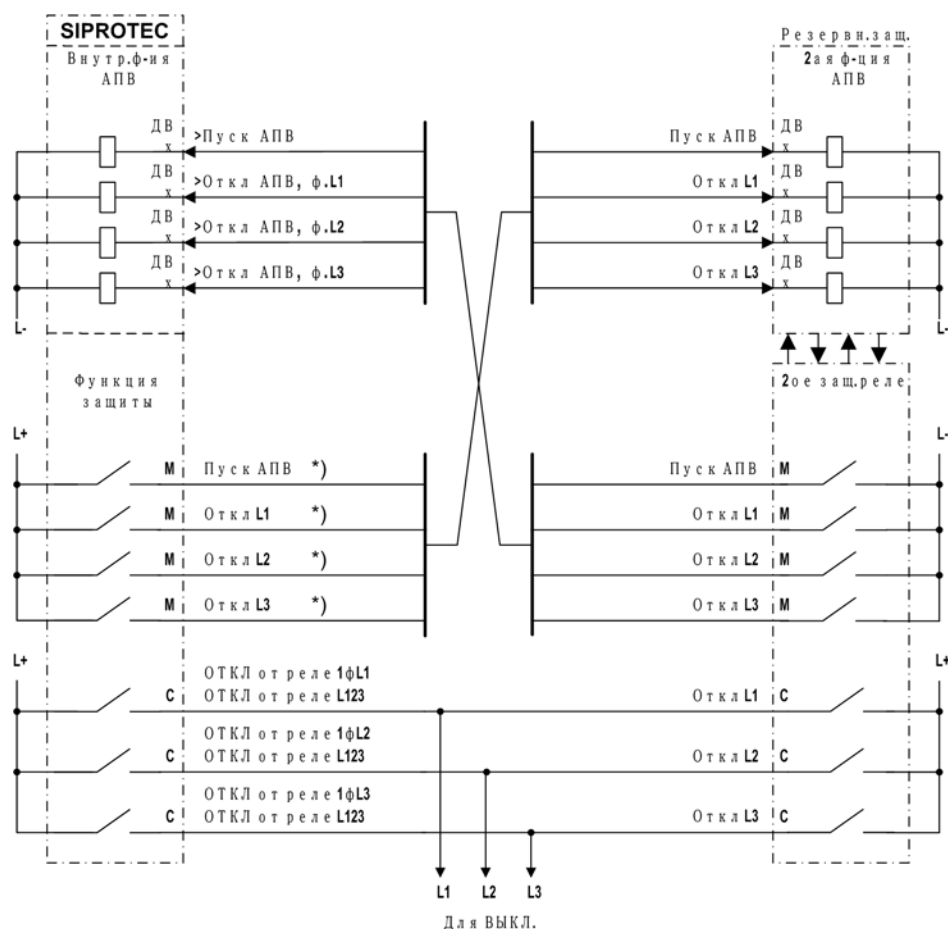 SIPROTEC
Внутр.ф-ия
АПВ
Резервн.защ.
2ая ф-ция
АПВ
ДВ
х
>Пуск АПВ
Пуск АПВ
ДВ
х
ДВ
х
>Откл АПВ, ф.L1
Откл L1
ДВ
х
ДВ
х
>Откл АПВ, ф.L2
Откл L2
ДВ
х
ДВ
х
>Откл АПВ, ф.L3
Откл L3
ДВ
х
L-
L-
Функция
защиты
2ое защ.реле
L+
L-
M Пуск АПВ *)
Пуск АПВ M
M Откл L1 *)
Откл L1 M
M Откл L2 *)
Откл L2 M
M Откл L3 *)
Откл L3 M
L+
L+
ОТКЛ от реле 1фL1
C ОТКЛ от реле L123
Откл L1 C
ОТКЛ от реле 1фL2
C ОТКЛ от реле L123
Откл L2 C
ОТКЛ от реле 1фL3
C ОТКЛ от реле L123
Откл L3 C
L1 L2 L3
Для ВЫКЛ.